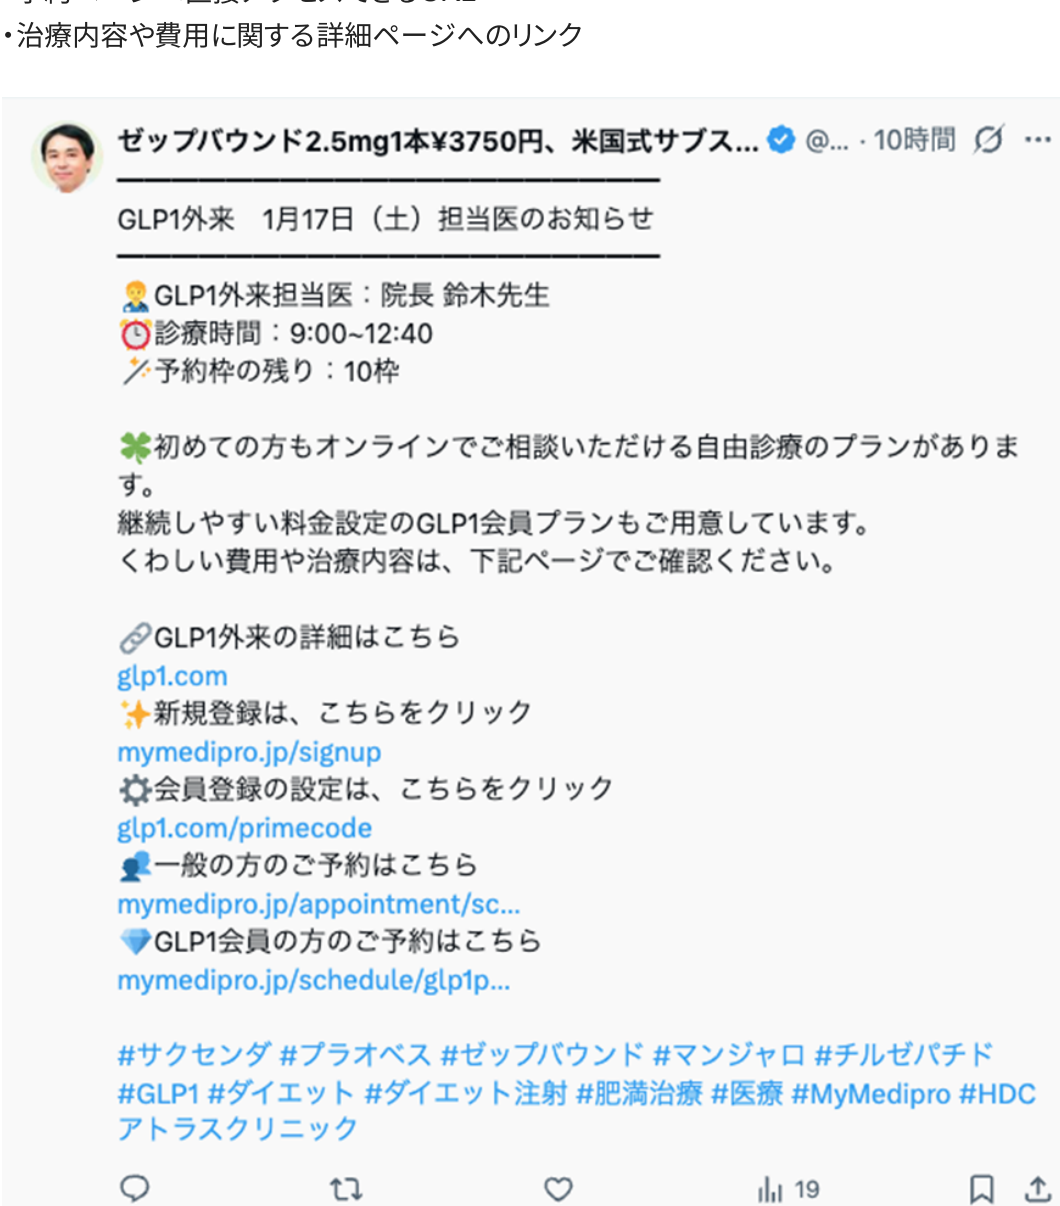 ・治療内容や費用に関する詳細ページへのリンク
ゼップバウンド2.5mg1本¥3750円、米国式サブス... @... · 10時間
GLP1外来　1月17日（土）担当医のお知らせ
GLP1外来担当医：院長 鈴木先生
診療時間：9:00~12:40
予約枠の残り：10枠
初めての方もオンラインでご相談いただける自由診療のプランがありま
す。
継続しやすい料金設定のGLP1会員プランもご用意しています。
くわしい費用や治療内容は、下記ページでご確認ください。
GLP1外来の詳細はこちら
glp1.com
新規登録は、こちらをクリック
mymedipro.jp/signup
会員登録の設定は、こちらをクリック
glp1.com/primecode
一般の方のご予約はこちら
mymedipro.jp/appointment/sc...
GLP1会員の方のご予約はこちら
mymedipro.jp/schedule/glp1p...
#サクセンダ #プラオベス #ゼップバウンド #マンジャロ #チルゼパチド
#GLP1 #ダイエット #ダイエット注射 #肥満治療 #医療 #MyMedipro #HDC
アトラスクリニック
19